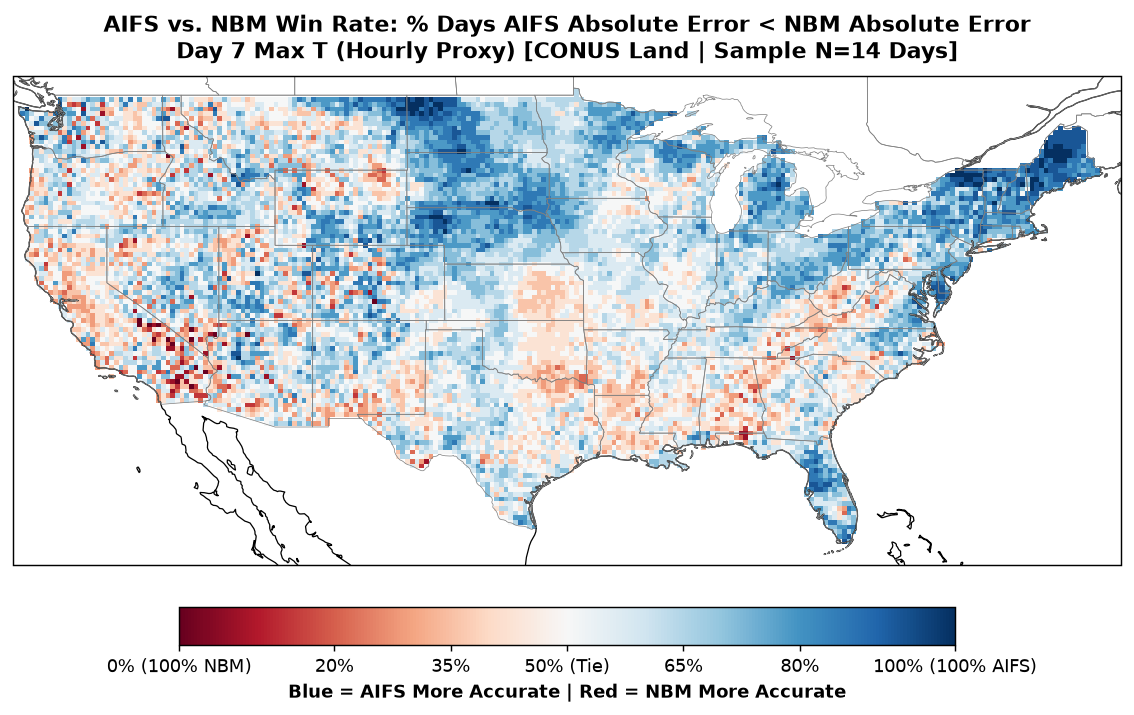 AIFS vs. NBM Win Rate: % Days AIFS Absolute Error < NBM Absolute Error
Day 7 Max T (Hourly Proxy) [CONUS Land | Sample N=14 Days]
0% (100% NBM) 20% 35% 50% (Tie) 65% 80% 100% (100% AIFS)
Blue = AIFS More Accurate | Red = NBM More Accurate